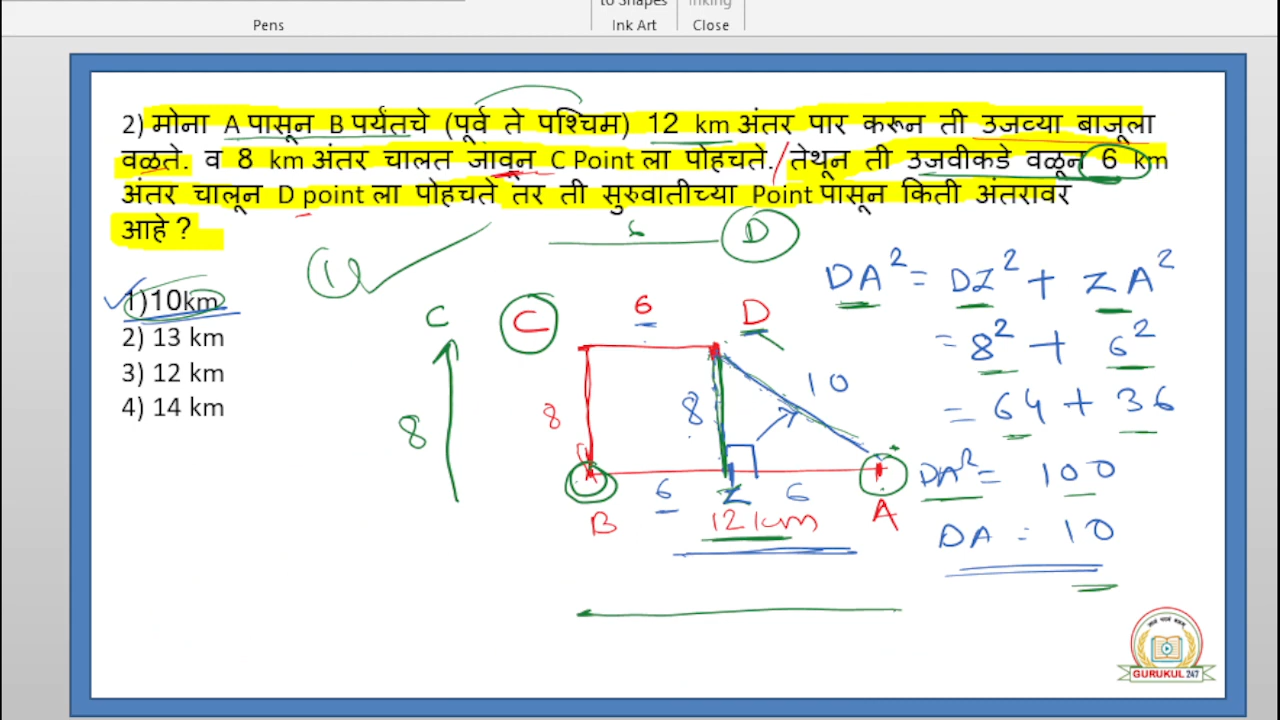 to Shapes
Inking
Pens
Ink Art
Close
2) मोना A पासून B पर्यंतचे (पूर्व ते पश्चिम) 12 km अंतर पार करून ती उजव्या बाजूला
वळते. व 8 km अंतर चालत जावून C Point ला पोहचते. तेथून ती उजवीकडे वळून 6 km
अंतर चालून D point ला पोहचते तर ती सुरुवातीच्या Point पासून किती अंतरावर
आहे ?
1)10km
2) 13 km
3) 12 km
4) 14 km
1
6
D
C
8
C
6
D
8
8
10
6
Z
6
B
12 km
A
DA² = DZ² + ZA²
= 8² + 6²
= 64 + 36
DA² = 100
DA = 10
GURUKUL 247